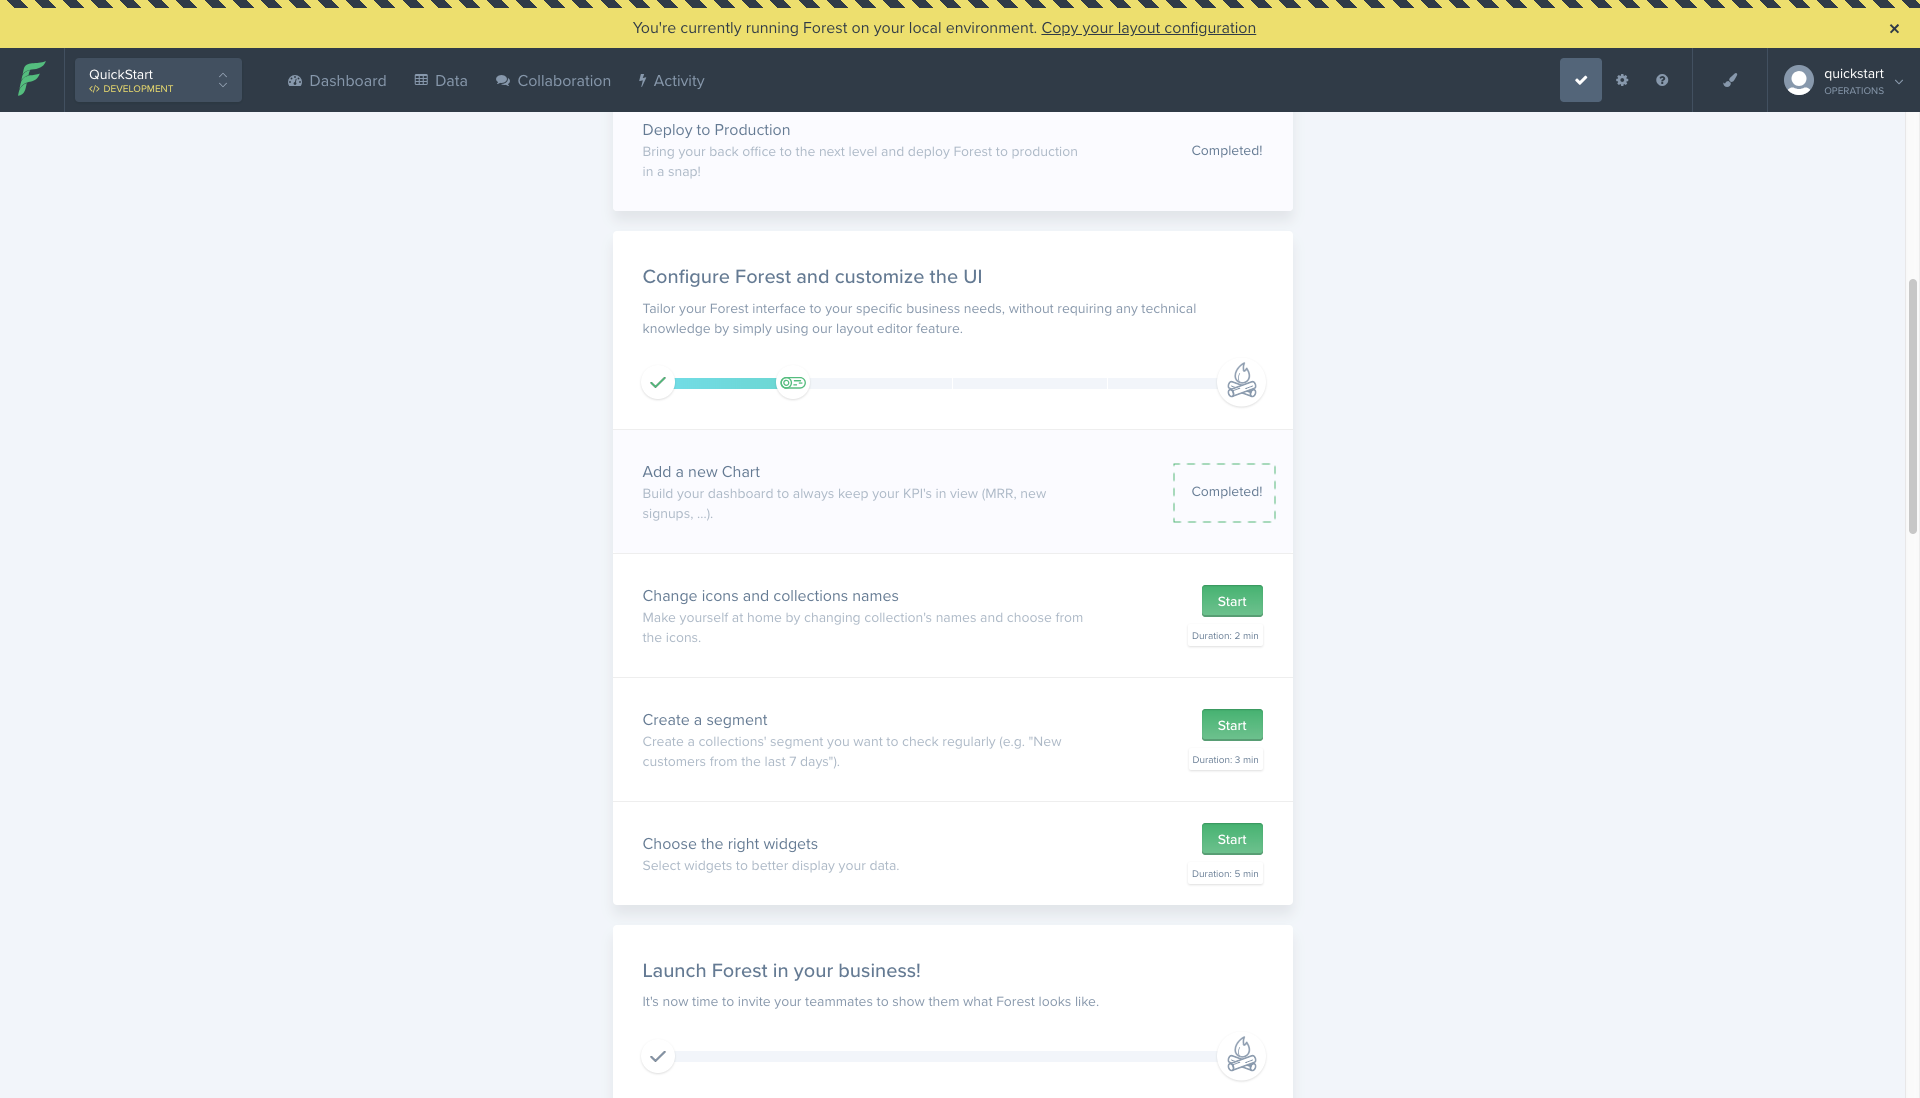 You're currently running Forest on your local environment. Copy your layout configuration
QuickStart
</> DEVELOPMENT
Dashboard
Data
Collaboration
Activity
quickstart
OPERATIONS
Deploy to Production
Bring your back office to the next level and deploy Forest to production
in a snap!
Completed!
Configure Forest and customize the UI
Tailor your Forest interface to your specific business needs, without requiring any technical
knowledge by simply using our layout editor feature.
Add a new Chart
Build your dashboard to always keep your KPI's in view (MRR, new
signups, ...).
Completed!
Change icons and collections names
Make yourself at home by changing collection's names and choose from
the icons.
Start
Duration: 2 min
Create a segment
Create a collections' segment you want to check regularly (e.g. "New
customers from the last 7 days").
Start
Duration: 3 min
Choose the right widgets
Select widgets to better display your data.
Start
Duration: 5 min
Launch Forest in your business!
It's now time to invite your teammates to show them what Forest looks like.